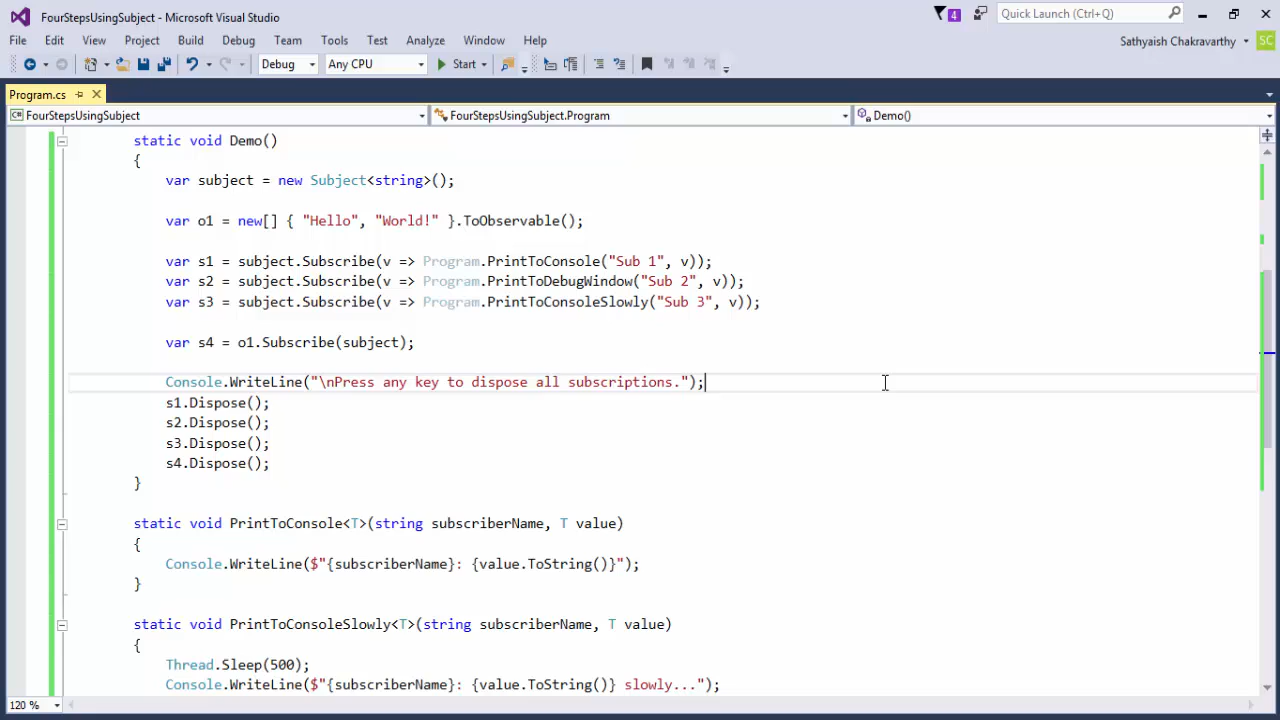 FourStepsUsingSubject - Microsoft Visual Studio
4
Quick Launch (Ctrl+Q)
File Edit View Project Build Debug Team Tools Test Analyze Window Help
Sathyaish Chakravarthy SC
Debug Any CPU Start
Program.cs
C# FourStepsUsingSubject FourStepsUsingSubject.Program Demo()
static void Demo()
{
var subject = new Subject<string>();
var o1 = new[] { "Hello", "World!" }.ToObservable();
var s1 = subject.Subscribe(v => Program.PrintToConsole("Sub 1", v));
var s2 = subject.Subscribe(v => Program.PrintToDebugWindow("Sub 2", v));
var s3 = subject.Subscribe(v => Program.PrintToConsoleSlowly("Sub 3", v));
var s4 = o1.Subscribe(subject);
Console.WriteLine("\nPress any key to dispose all subscriptions.");
s1.Dispose();
s2.Dispose();
s3.Dispose();
s4.Dispose();
}
static void PrintToConsole<T>(string subscriberName, T value)
{
Console.WriteLine($"{subscriberName}: {value.ToString()}");
}
static void PrintToConsoleSlowly<T>(string subscriberName, T value)
{
Thread.Sleep(500);
Console.WriteLine($"{subscriberName}: {value.ToString()} slowly...");
120 %